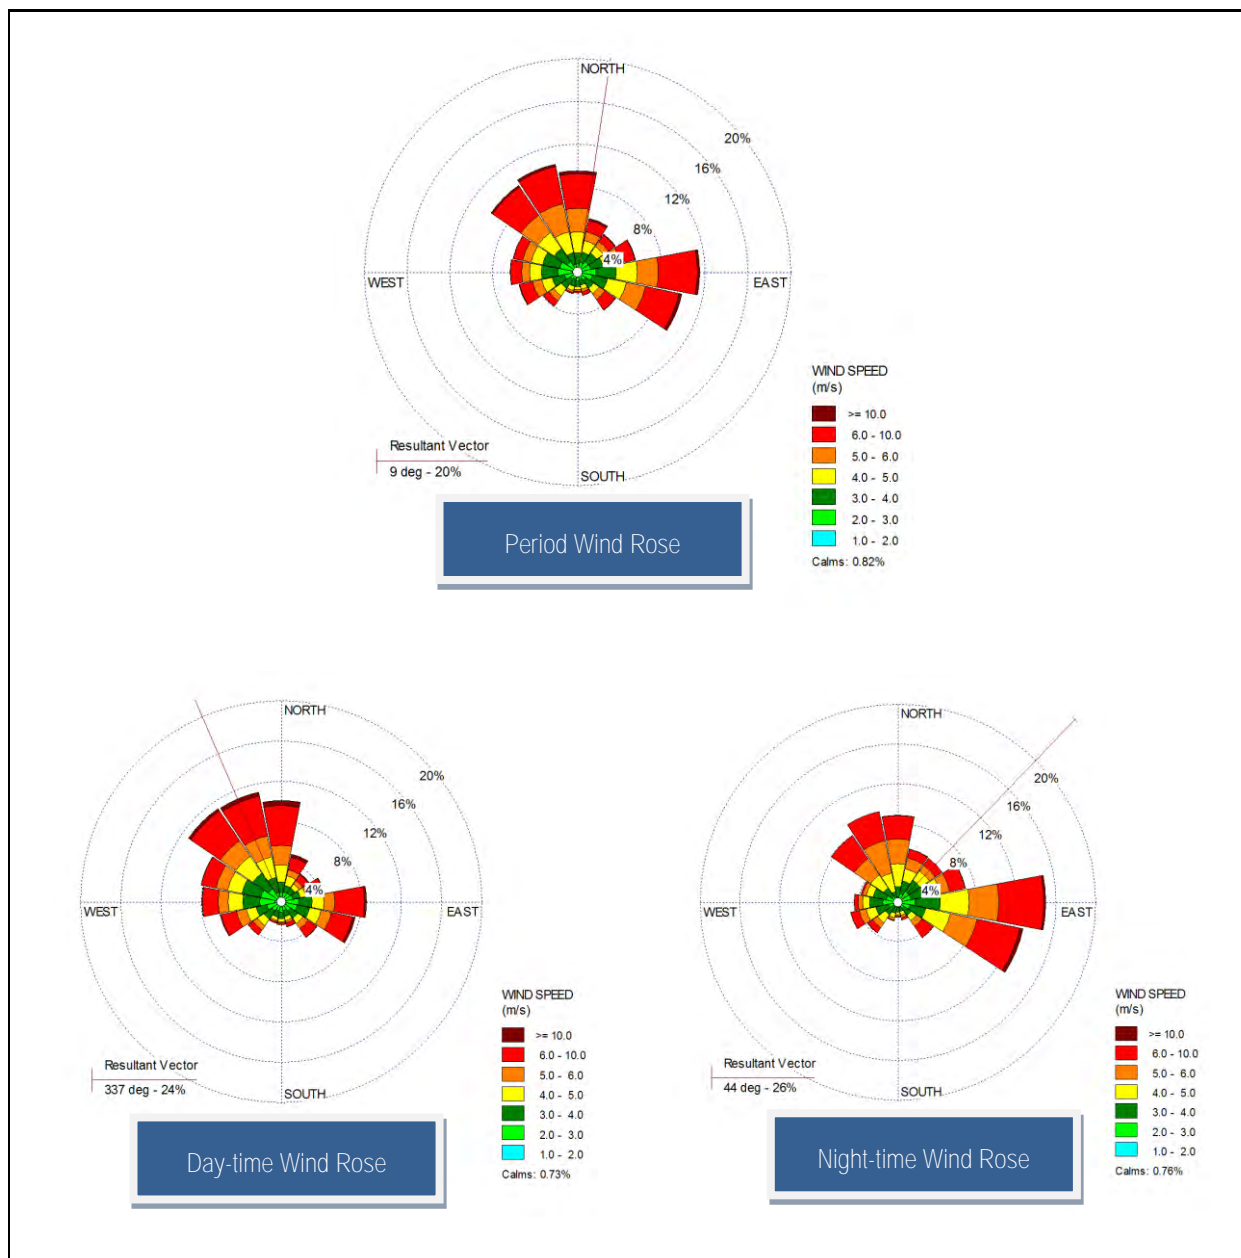 NORTH
20%
16%
12%
8%
4%
WEST
EAST
WIND SPEED
(m/s)
>= 10.0
6.0 - 10.0
5.0 - 6.0
4.0 - 5.0
3.0 - 4.0
2.0 - 3.0
1.0 - 2.0
Calms: 0.82%
Resultant Vector
9 deg - 20%
SOUTH
Period Wind Rose
NORTH
20%
16%
12%
8%
4%
WEST
EAST
WIND SPEED
(m/s)
>= 10.0
6.0 - 10.0
5.0 - 6.0
4.0 - 5.0
3.0 - 4.0
2.0 - 3.0
1.0 - 2.0
Calms: 0.73%
Resultant Vector
337 deg - 24%
SOUTH
Day-time Wind Rose
NORTH
20%
16%
12%
8%
4%
WEST
EAST
WIND SPEED
(m/s)
>= 10.0
6.0 - 10.0
5.0 - 6.0
4.0 - 5.0
3.0 - 4.0
2.0 - 3.0
1.0 - 2.0
Calms: 0.76%
Resultant Vector
44 deg - 26%
SOUTH
Night-time Wind Rose